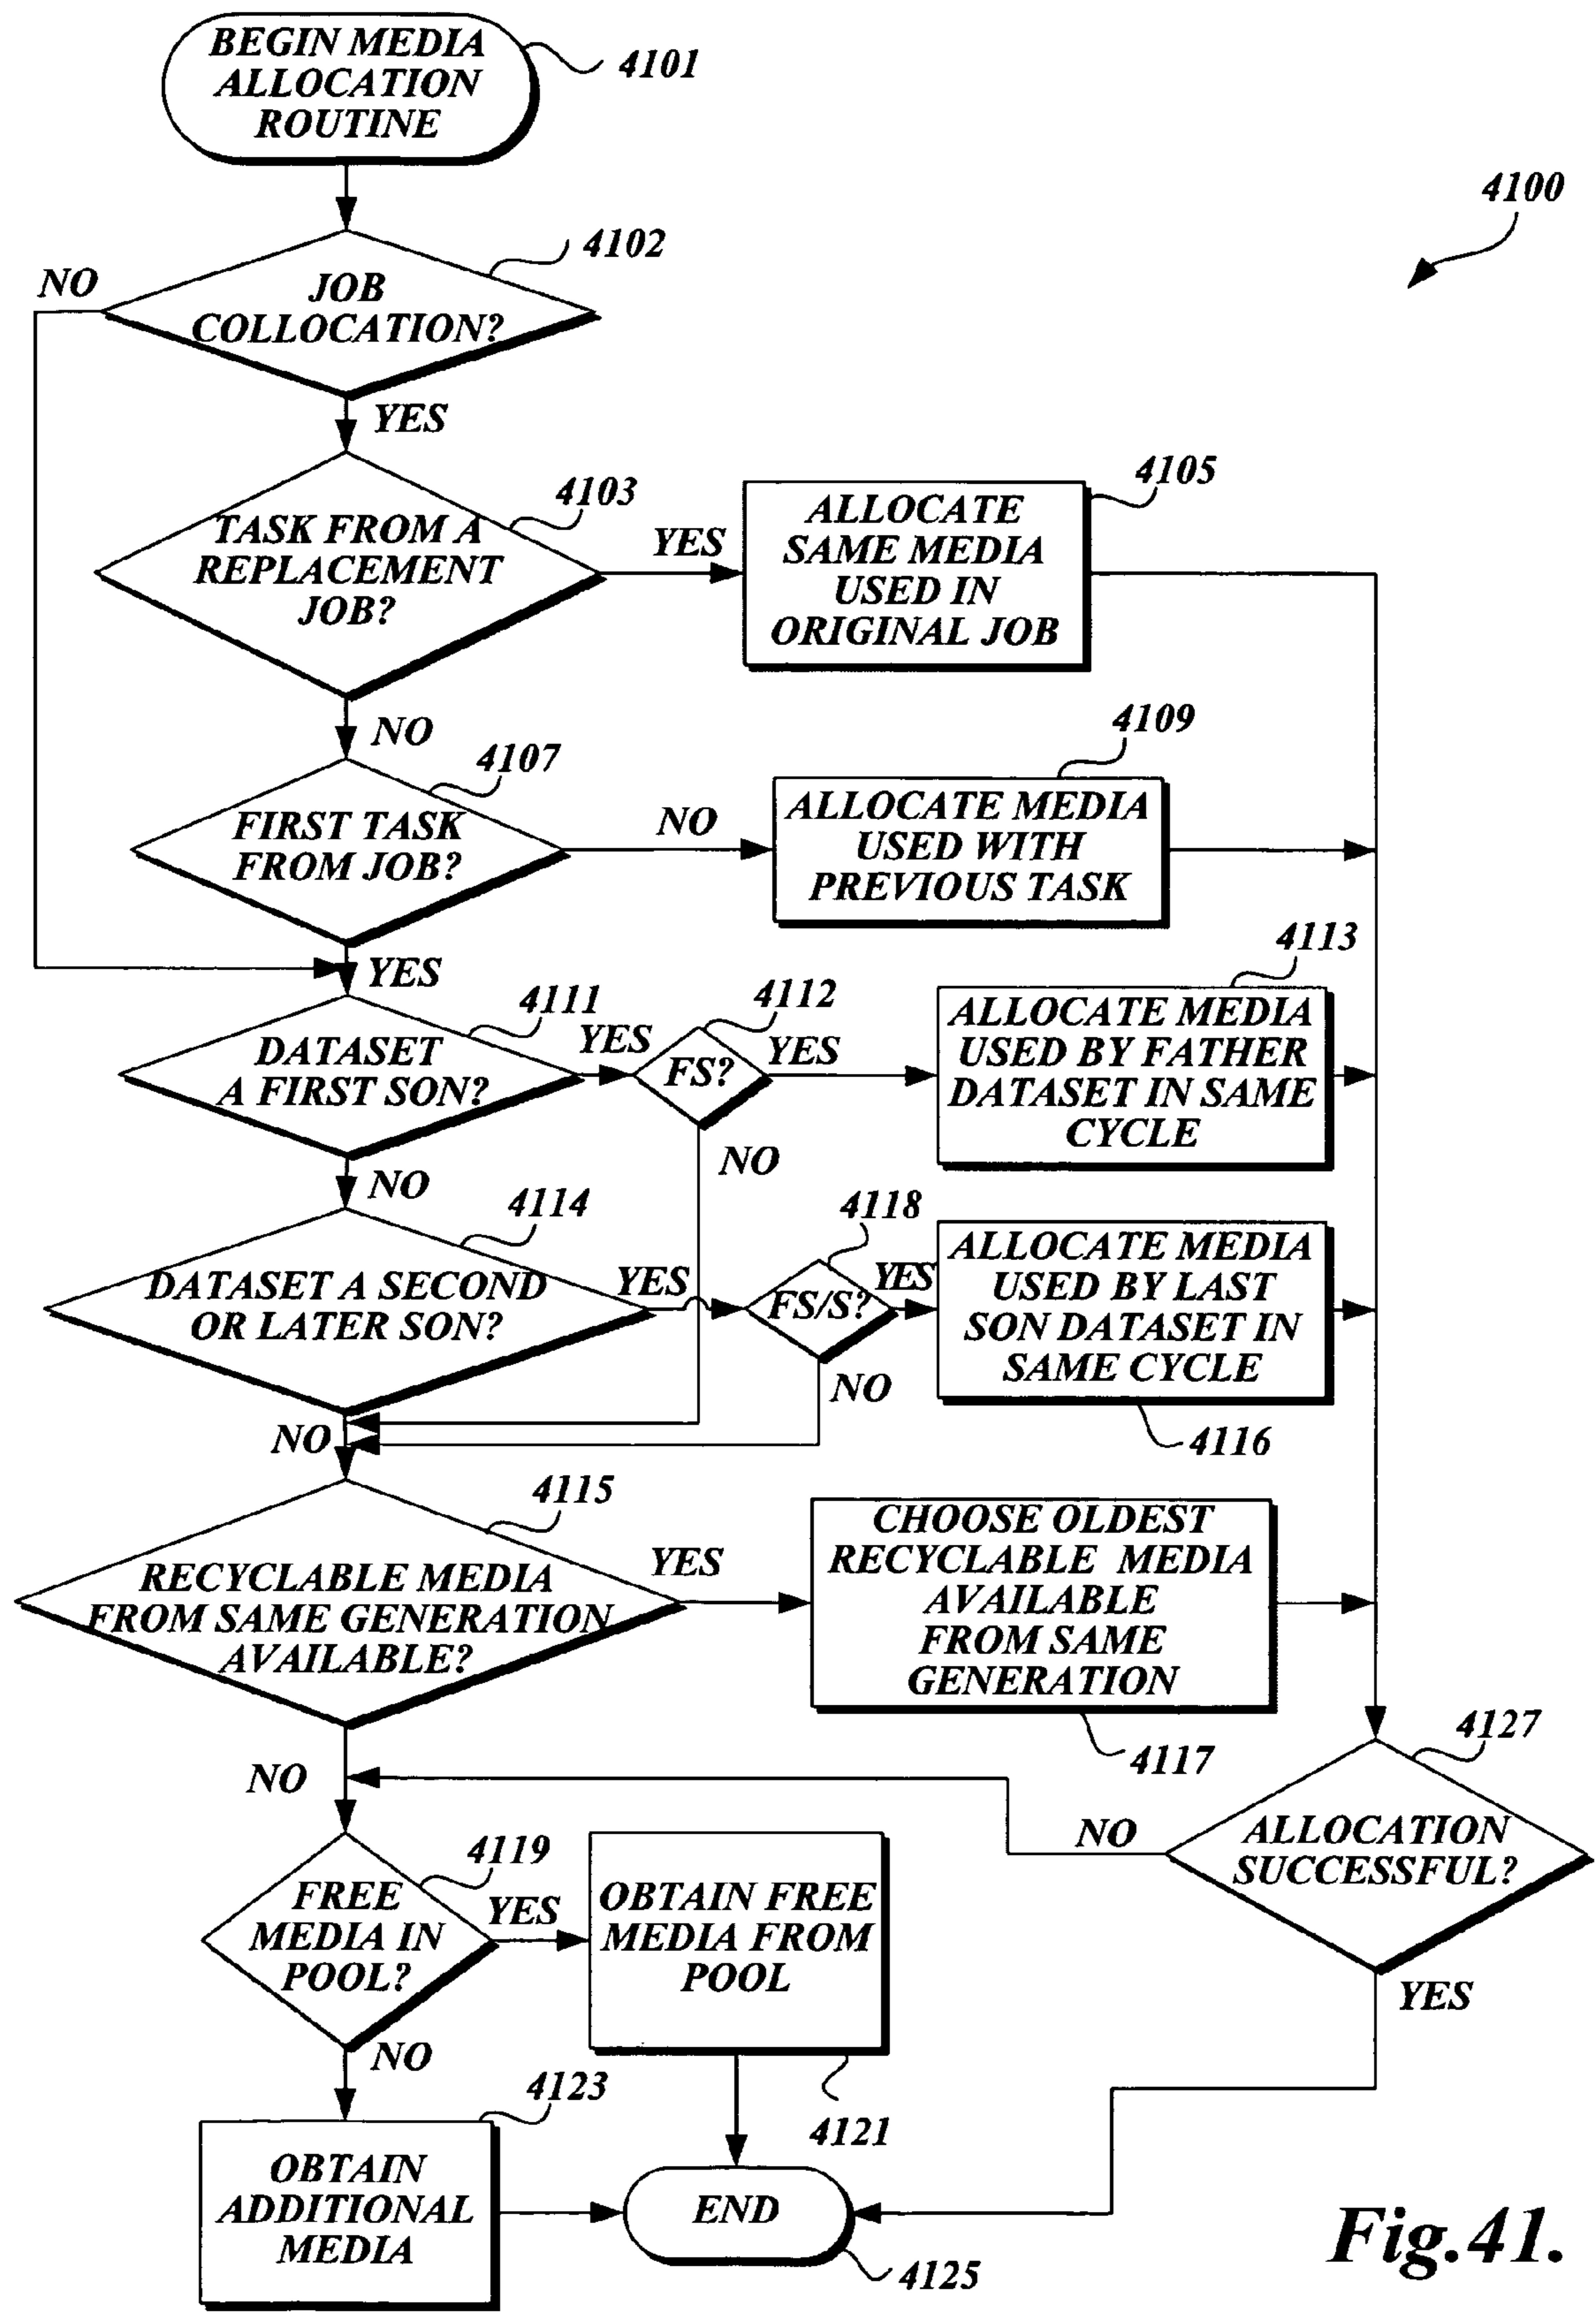 BEGIN MEDIA
ALLOCATION
ROUTINE
4101
4100
4102
NO
JOB
COLLOCATION?
YES
4103
TASK FROM A
REPLACEMENT
JOB?
YES
4105
ALLOCATE
SAME MEDIA
USED IN
ORIGINAL JOB
NO
4107
FIRST TASK
FROM JOB?
NO
4109
ALLOCATE MEDIA
USED WITH
PREVIOUS TASK
YES
4111
DATASET
A FIRST SON?
YES
4112
FS?
YES
4113
ALLOCATE MEDIA
USED BY FATHER
DATASET IN SAME
CYCLE
NO
NO
4114
DATASET A SECOND
OR LATER SON?
YES
4118
FS/S?
YES
ALLOCATE MEDIA
USED BY LAST
SON DATASET IN
SAME CYCLE
4116
NO
NO
4115
RECYCLABLE MEDIA
FROM SAME GENERATION
AVAILABLE?
YES
CHOOSE OLDEST
RECYCLABLE MEDIA
AVAILABLE
FROM SAME
GENERATION
4117
4127
ALLOCATION
SUCCESSFUL?
NO
YES
NO
4119
FREE
MEDIA IN
POOL?
YES
OBTAIN FREE
MEDIA FROM
POOL
4121
NO
4123
OBTAIN
ADDITIONAL
MEDIA
END
4125
Fig.41.